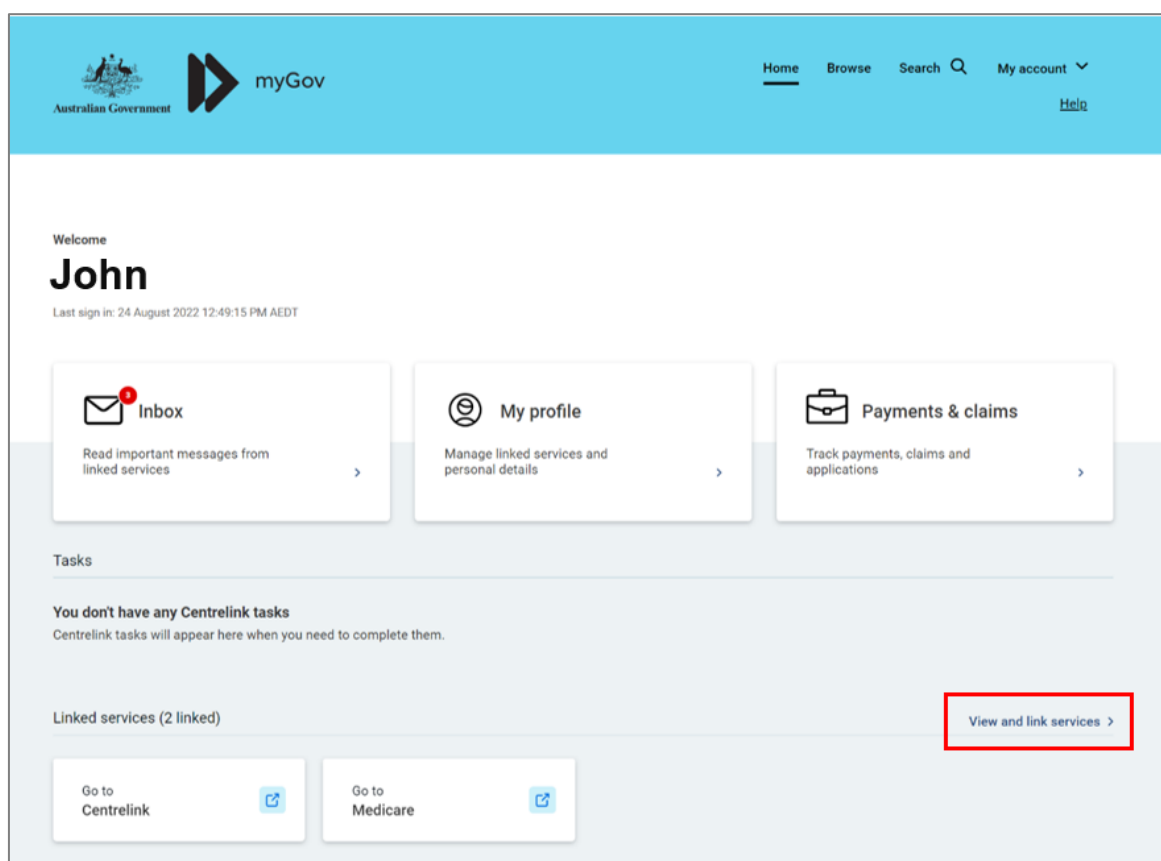 Australian Government
myGov
Home Browse Search My account
Help
Welcome
John
Last sign in: 24 August 2022 12:49:15 PM AEDT
3
Inbox
Read important messages from
linked services
My profile
Manage linked services and
personal details
Payments & claims
Track payments, claims and
applications
Tasks
You don't have any Centrelink tasks
Centrelink tasks will appear here when you need to complete them.
Linked services (2 linked)
View and link services
Go to
Centrelink
Go to
Medicare